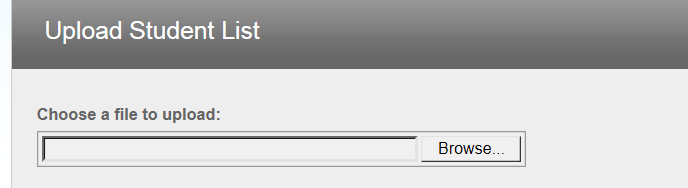 Upload Student List
Choose a file to upload:
Browse...